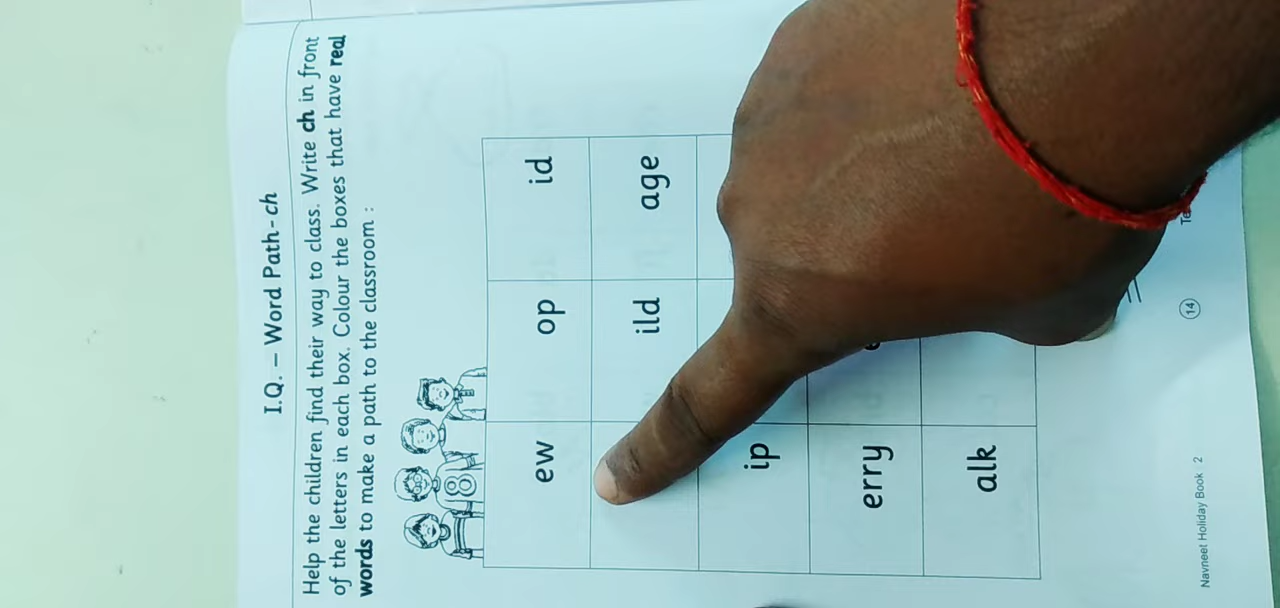 I.Q. – Word Path-ch
Help the children find their way to class. Write ch in front
of the letters in each box. Colour the boxes that have real
words to make a path to the classroom :
8
ew op id
ild age
ip
erry
alk
Navneet Holiday Book 2 14